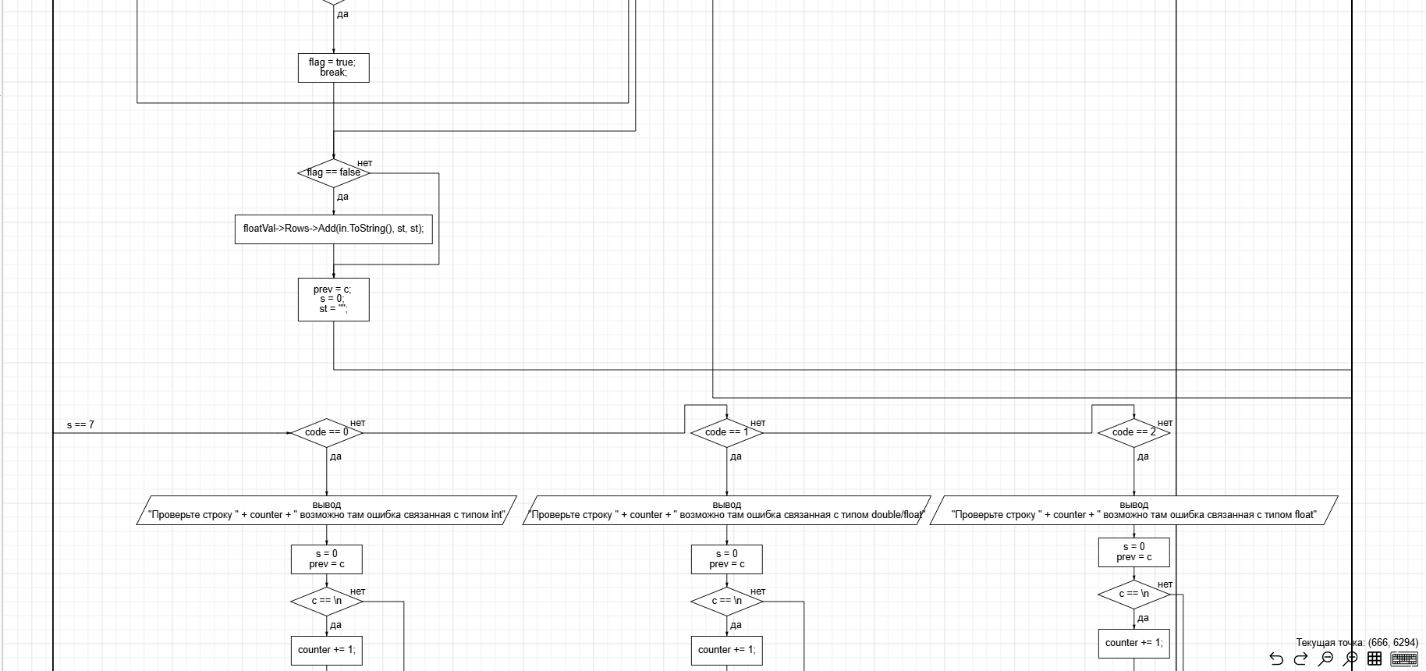 да
flag = true;
break;
нет
flag == false
да
floatVal->Rows->Add(in.ToString(), st, st);
prev = c;
s = 0;
st = "";
s == 7
code == 0
нет
да
code == 1
нет
да
code == 2
нет
да
вывод
"Проверьте строку " + counter + " возможно там ошибка связанная с типом int"
вывод
"Проверьте строку " + counter + " возможно там ошибка связанная с типом double/float"
вывод
"Проверьте строку " + counter + " возможно там ошибка связанная с типом float"
s = 0
prev = c
s = 0
prev = c
s = 0
prev = c
нет
c == \n
да
нет
c == \n
да
нет
c == \n
да
counter += 1;
counter += 1;
counter += 1;
Текущая точка: (666, 6294)